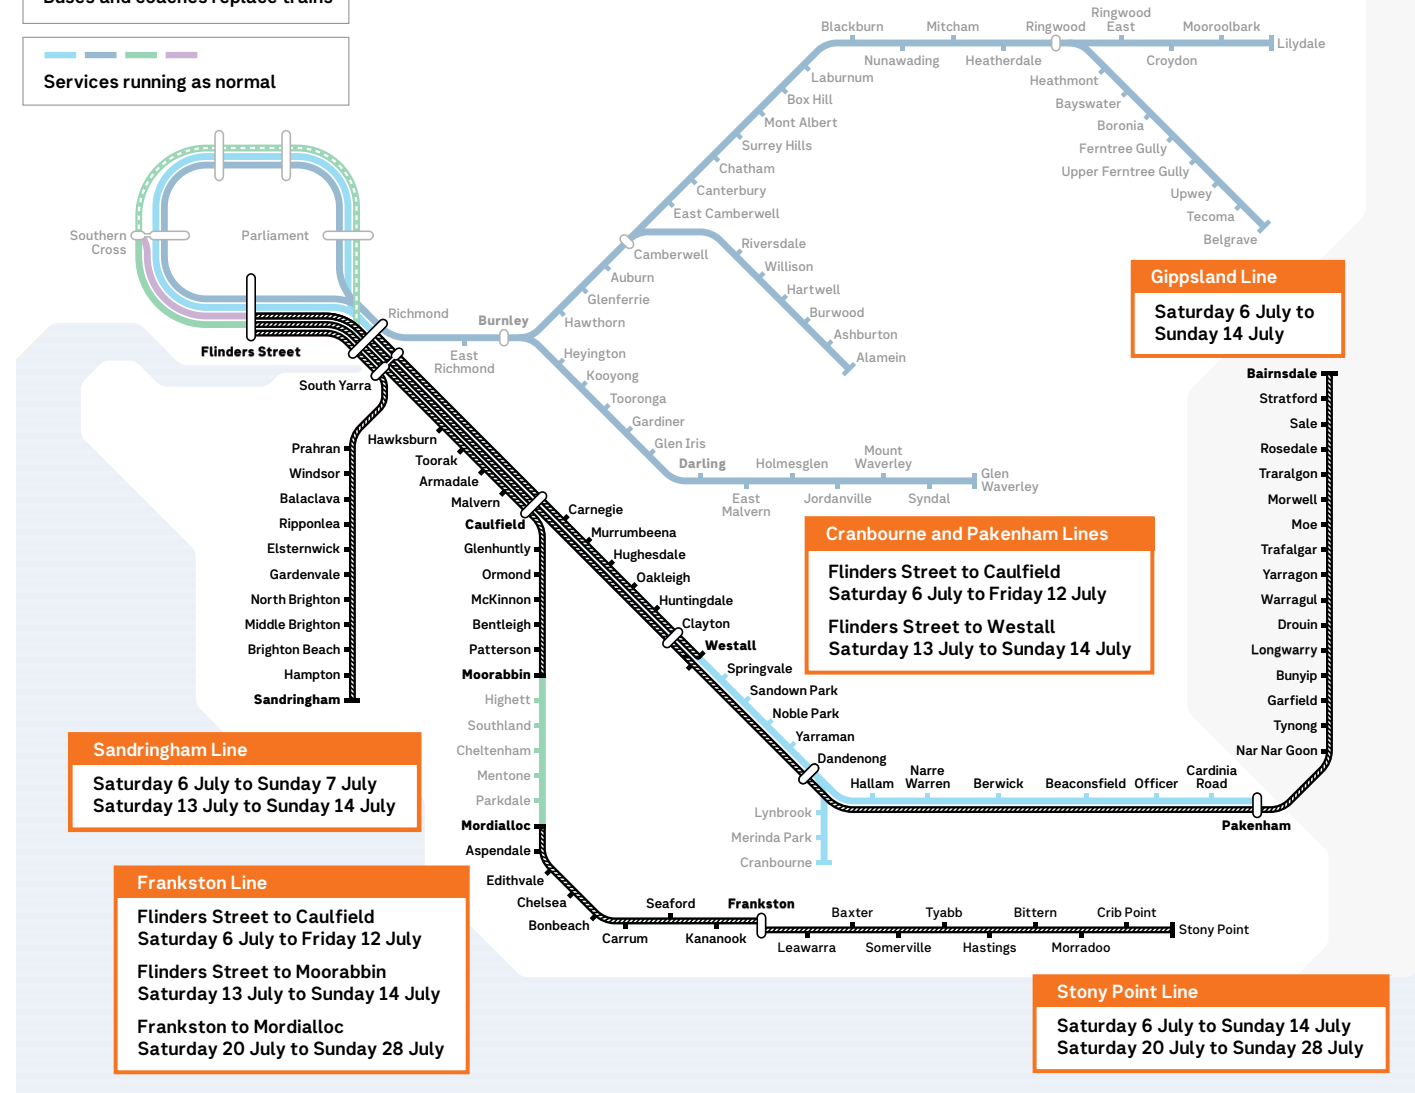 Buses and coaches replace trains
Services running as normal
Southern
Cross
Parliament
Flinders Street
Richmond
South Yarra
East
Richmond
Burnley
Hawthorn
Glenferrie
Auburn
Camberwell
East Camberwell
Canterbury
Chatham
Surrey Hills
Mont Albert
Box Hill
Laburnum
Blackburn
Nunawading
Mitcham
Heatherdale
Ringwood
Ringwood
East
Croydon
Mooroolbark
Lilydale
Heathmont
Bayswater
Boronia
Ferntree Gully
Upper Ferntree Gully
Upwey
Tecoma
Belgrave
Riversdale
Willison
Hartwell
Burwood
Ashburton
Alamein
Heyington
Kooyong
Tooronga
Gardiner
Glen Iris
Darling
East
Malvern
Holmesglen
Jordanville
Mount
Waverley
Syndal
Glen
Waverley
Prahran
Windsor
Balaclava
Ripponlea
Elsternwick
Gardenvale
North Brighton
Middle Brighton
Brighton Beach
Hampton
Sandringham
Hawksburn
Toorak
Armadale
Malvern
Caulfield
Glenhuntly
Ormond
McKinnon
Bentleigh
Patterson
Moorabbin
Highett
Southland
Cheltenham
Mentone
Parkdale
Mordialloc
Aspendale
Edithvale
Chelsea
Bonbeach
Carrum
Seaford
Kananook
Frankston
Leawarra
Baxter
Somerville
Tyabb
Hastings
Bittern
Morradoo
Crib Point
Stony Point
Carnegie
Murrumbeena
Hughesdale
Oakleigh
Huntingdale
Clayton
Westall
Springvale
Sandown Park
Noble Park
Yarraman
Dandenong
Lynbrook
Merinda Park
Cranbourne
Hallam
Narre
Warren
Berwick
Beaconsfield
Officer
Cardinia
Road
Pakenham
Bairnsdale
Stratford
Sale
Rosedale
Traralgon
Morwell
Moe
Trafalgar
Yarragon
Warragul
Drouin
Longwarry
Bunyip
Garfield
Tynong
Nar Nar Goon
Gippsland Line
Saturday 6 July to
Sunday 14 July
Cranbourne and Pakenham Lines
Flinders Street to Caulfield
Saturday 6 July to Friday 12 July
Flinders Street to Westall
Saturday 13 July to Sunday 14 July
Sandringham Line
Saturday 6 July to Sunday 7 July
Saturday 13 July to Sunday 14 July
Frankston Line
Flinders Street to Caulfield
Saturday 6 July to Friday 12 July
Flinders Street to Moorabbin
Saturday 13 July to Sunday 14 July
Frankston to Mordialloc
Saturday 20 July to Sunday 28 July
Stony Point Line
Saturday 6 July to Sunday 14 July
Saturday 20 July to Sunday 28 July